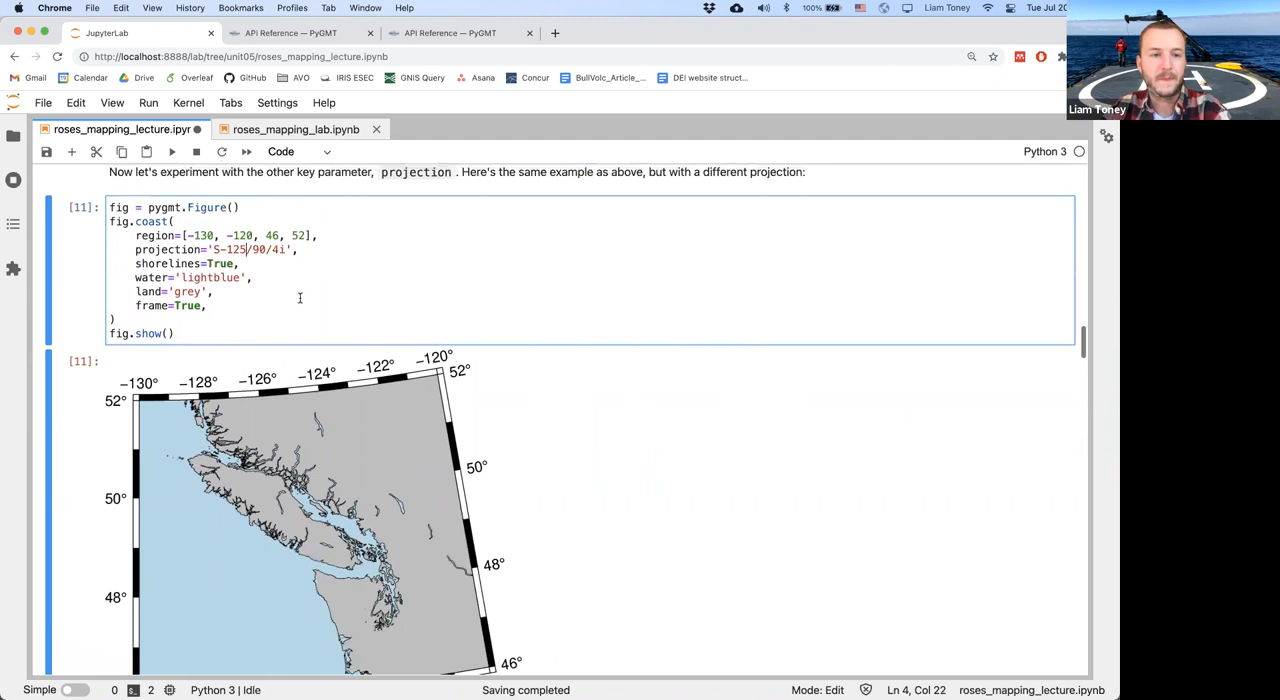 Chrome File Edit View History Bookmarks Profiles Tab Window Help 100% Liam Toney Tue Jul 20
JupyterLab API Reference — PyGMT API Reference — PyGMT
http://localhost:8888/lab/tree/unit05/roses_mapping_lecture.ipynb
Gmail Calendar Drive Overleaf GitHub AVO IRIS ESEC GNIS Query Asana Concur BullVolc_Article_... DEI website struct...
Liam Toney
File Edit View Run Kernel Tabs Settings Help
roses_mapping_lecture.ipyr roses_mapping_lab.ipynb
Code Python 3
Now let's experiment with the other key parameter, projection . Here's the same example as above, but with a different projection:
[11]: fig = pygmt.Figure()
fig.coast(
region=[-130, -120, 46, 52],
projection='S-125/90/4i',
shorelines=True,
water='lightblue',
land='grey',
frame=True,
)
fig.show()
[11]:
−130° −128° −126° −124° −122° −120°
52° 52°
50° 50°
48° 48°
46°
Simple 0 2 Python 3 | Idle Saving completed Mode: Edit Ln 4, Col 22 roses_mapping_lecture.ipynb